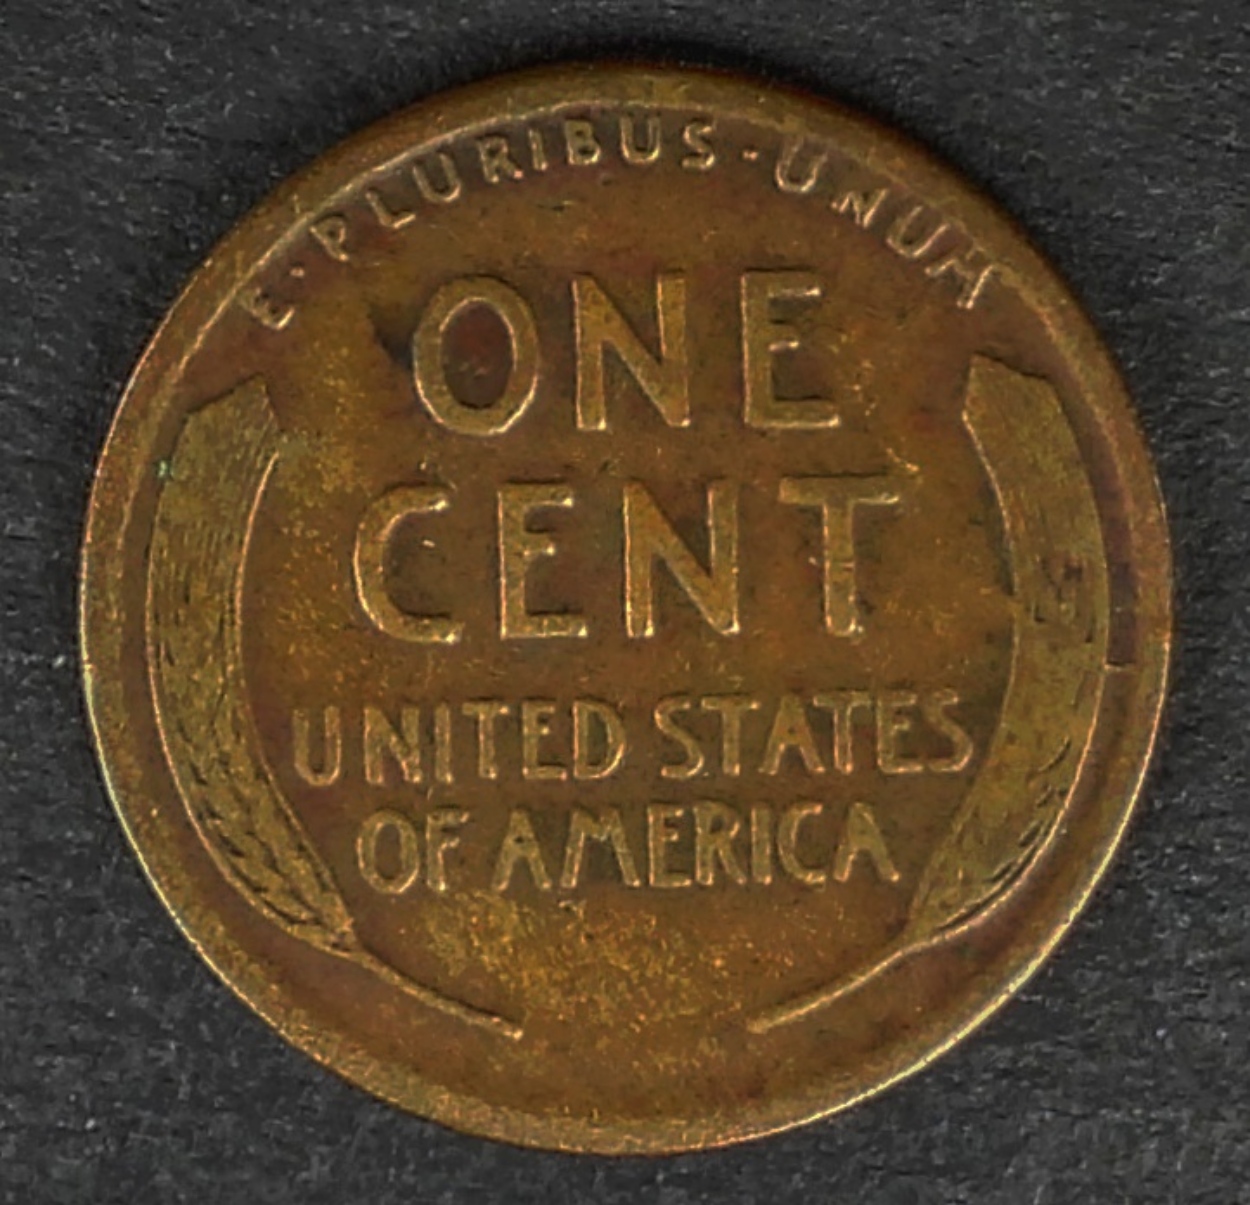 E · PLURIBUS · UNUM
ONE
CENT
UNITED STATES
OF AMERICA